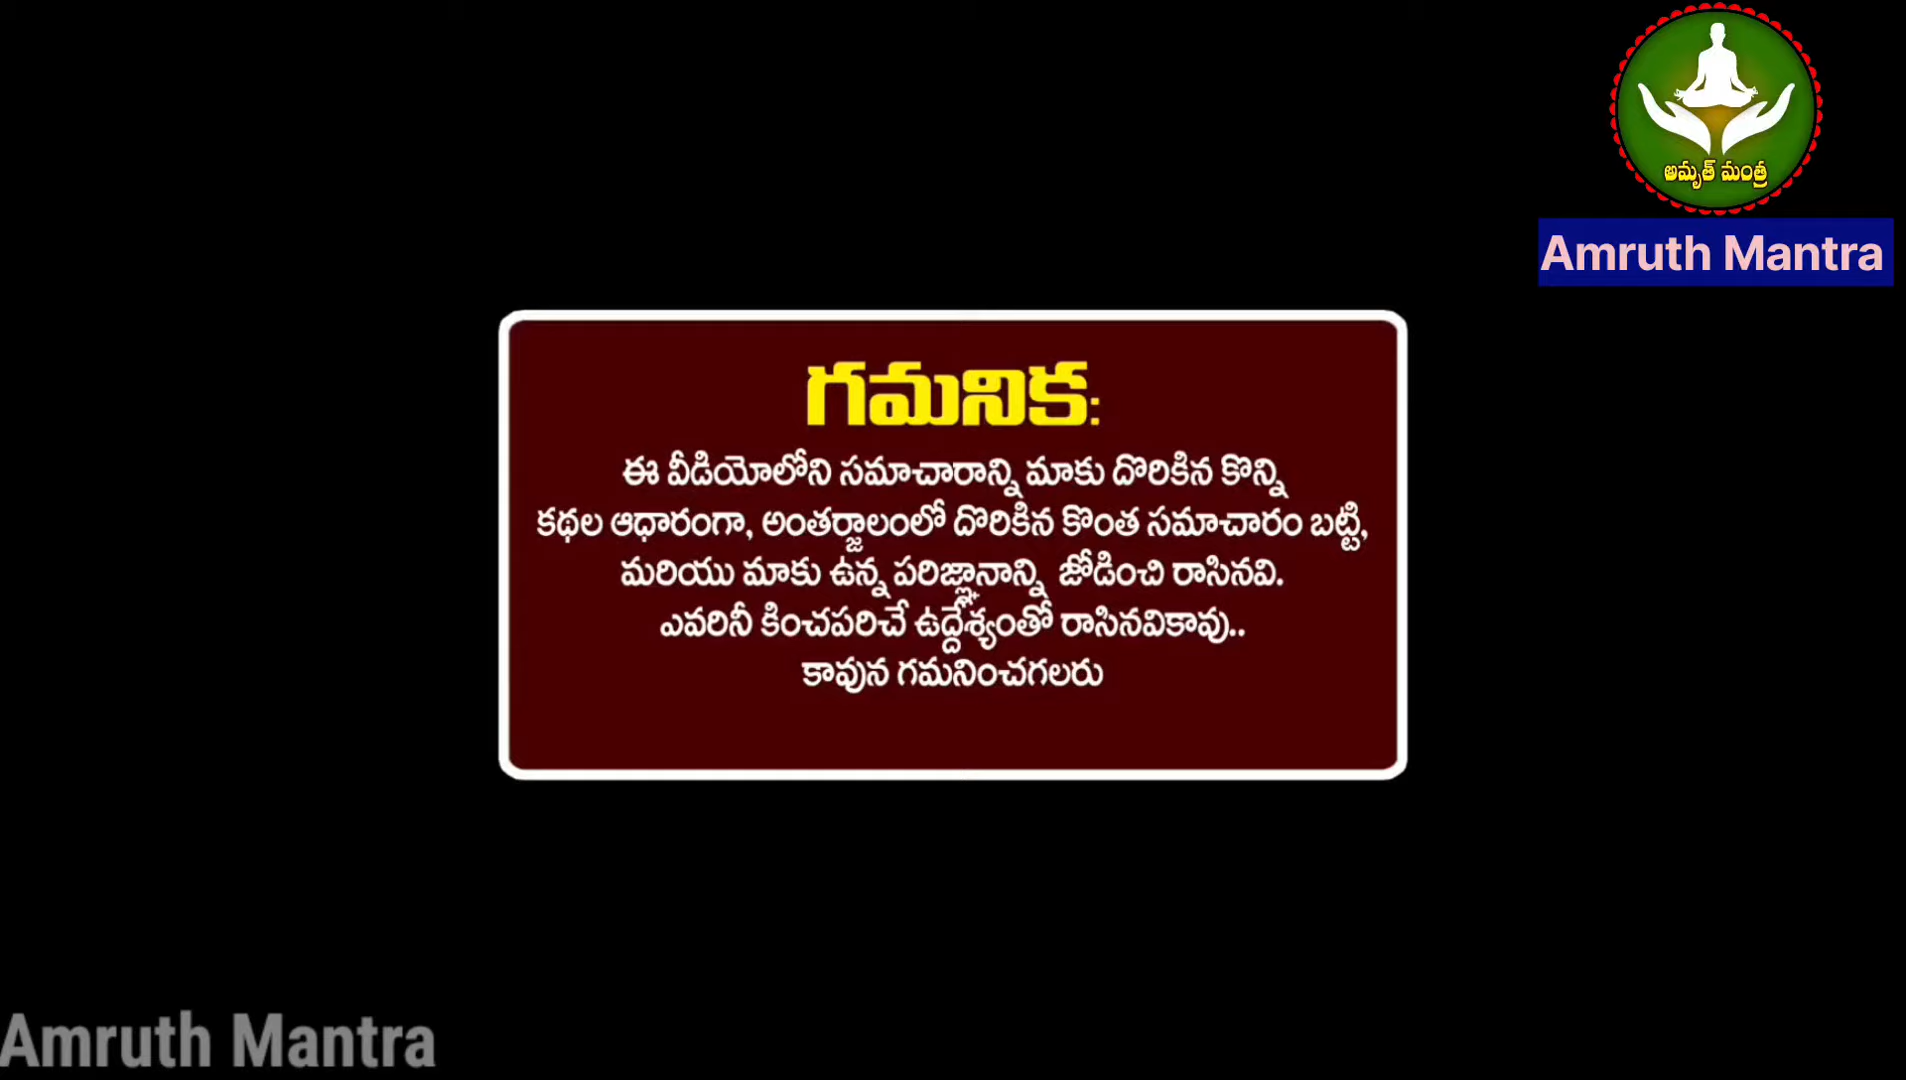 అమృత్ మంత్ర
Amruth Mantra
గమనిక:
ఈ వీడియోలోని సమాచారాన్ని మాకు దొరికిన కొన్ని
కథల ఆధారంగా, అంతర్జాలంలో దొరికిన కొంత సమాచారం బట్టి,
మరియు మాకు ఉన్న పరిజ్ఞానాన్ని జోడించి రాసినవి.
ఎవరినీ కించపరిచే ఉద్దేశ్యంతో రాసినవికావు..
కావున గమనించగలరు
Amruth Mantra